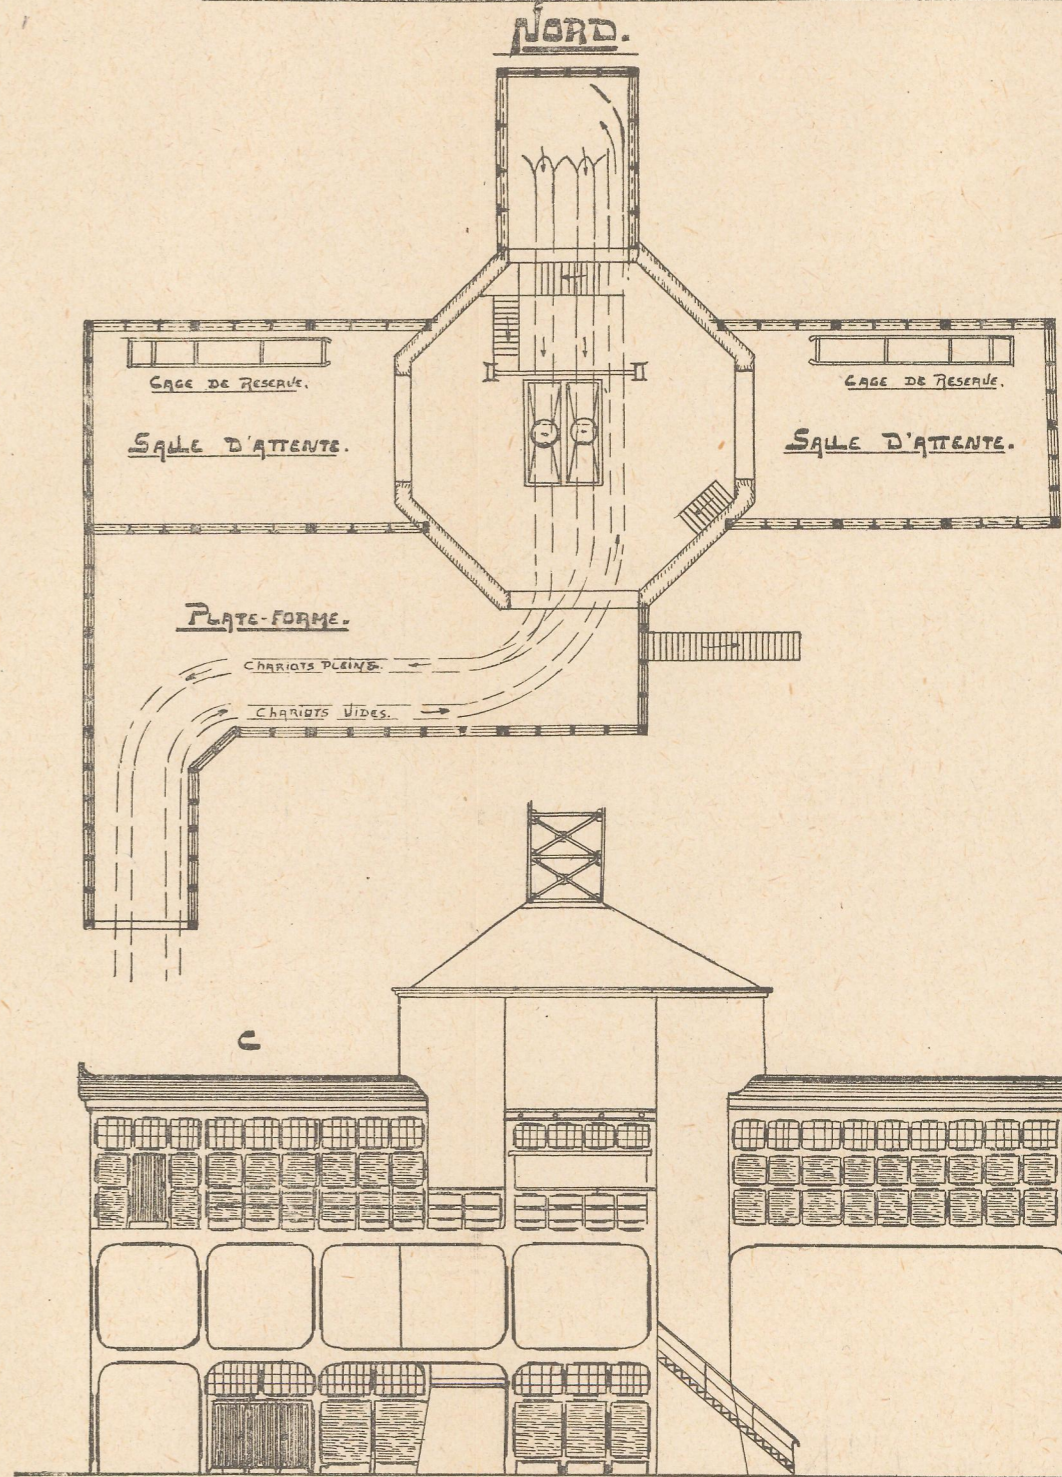 NORD.
CAGE DE RESERVE.
CAGE DE RESERVE.
SALLE D'ATTENTE.
SALLE D'ATTENTE.
PLATE-FORME.
CHARIOTS PLEINS.
CHARIOTS VIDES.
C